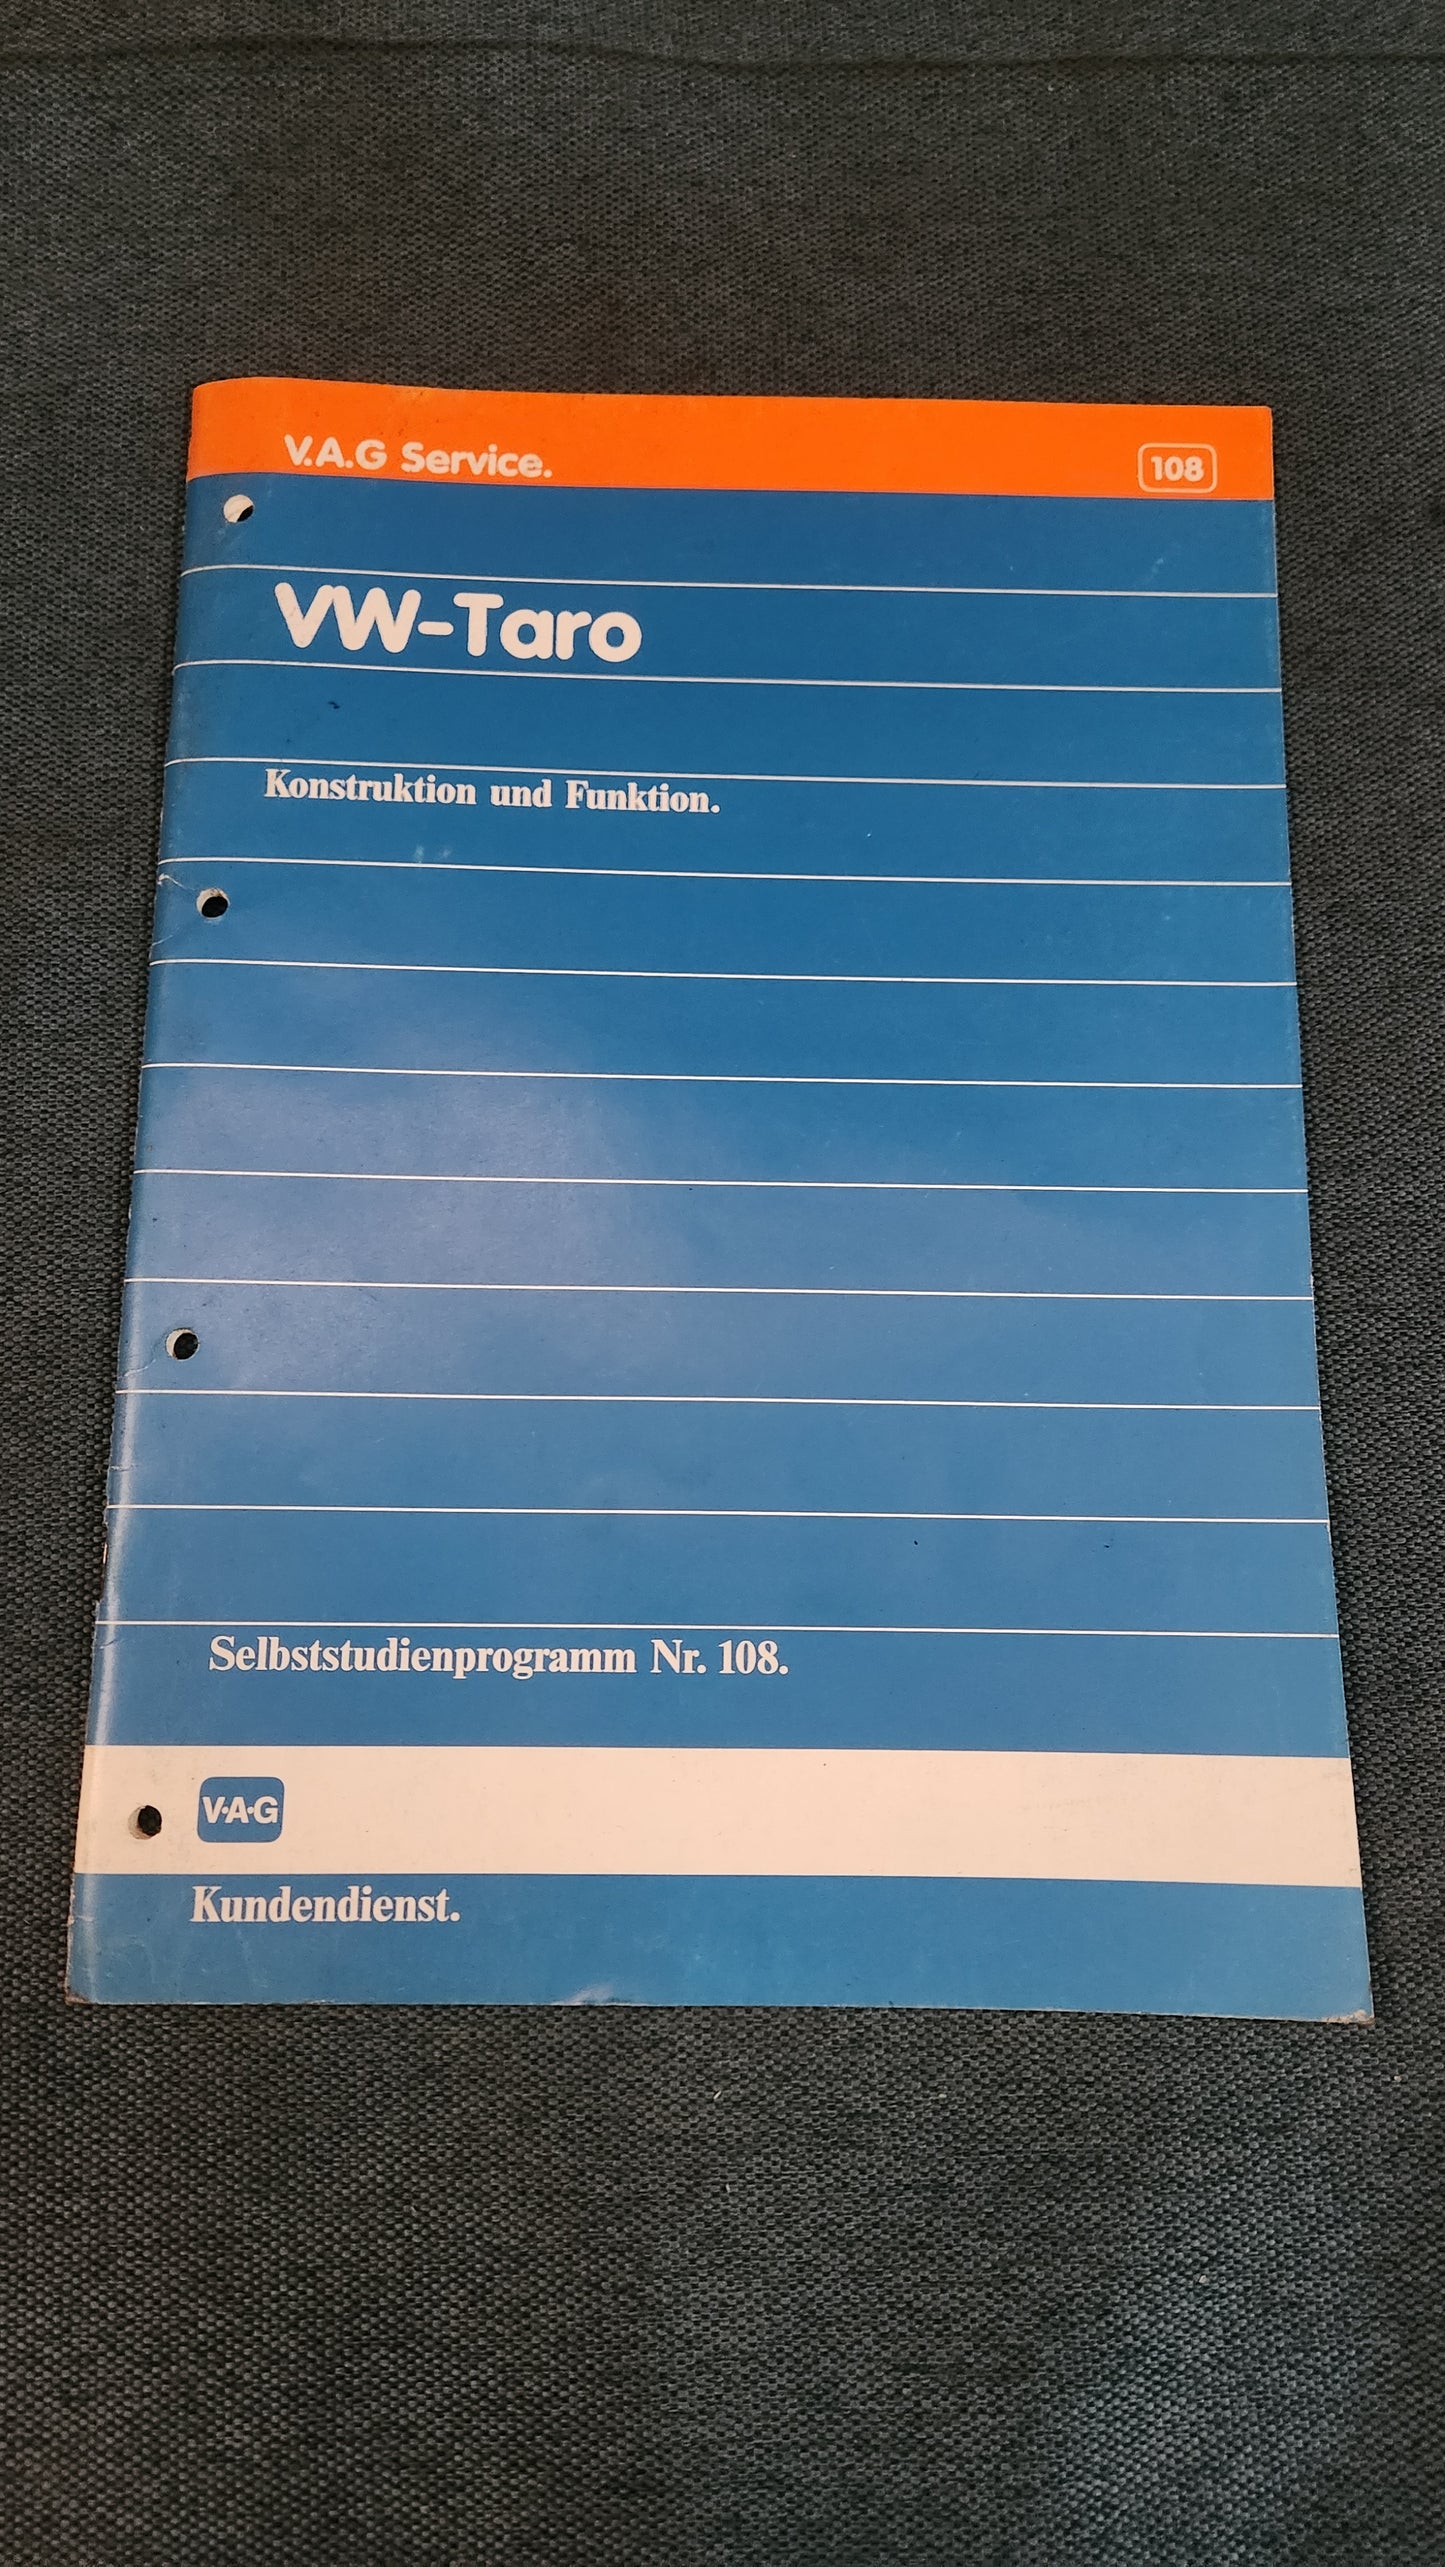 V.A.G Service.
108
VW-Taro
Konstruktion und Funktion.
Selbststudienprogramm Nr. 108.
V·A·G
Kundendienst.